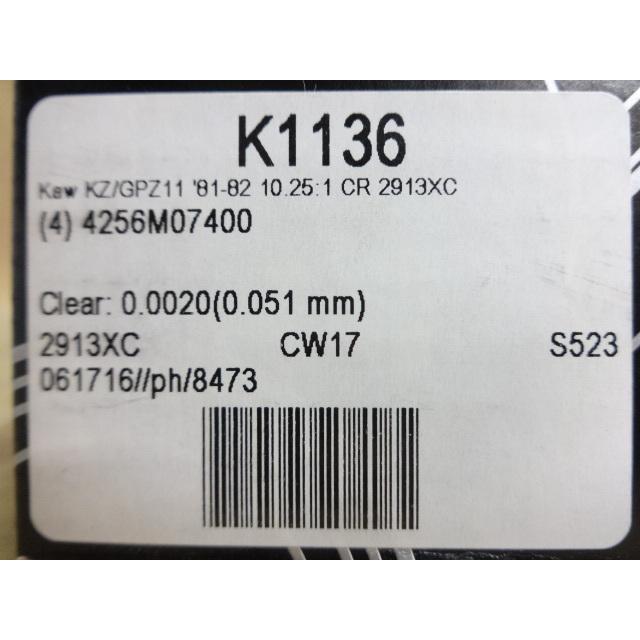 K1136
Kaw KZ/GPZ11 '81-82 10.25:1 CR 2913XC
(4) 4256M07400
Clear: 0.0020(0.051 mm)
2913XC CW17 S523
061716//ph/8473